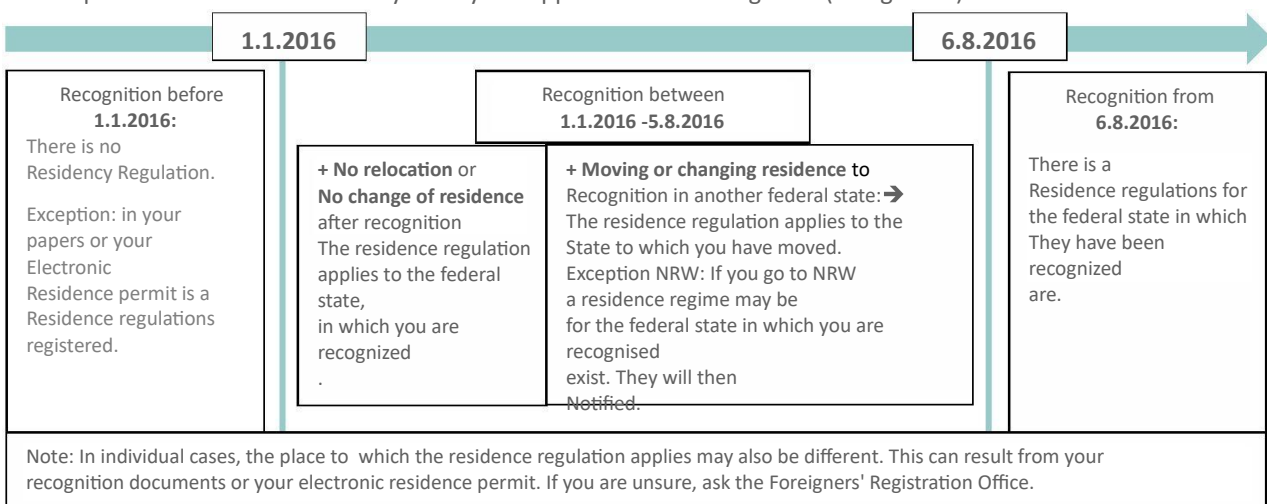 1.1.2016
6.8.2016
Recognition before
1.1.2016:
There is no
Residency Regulation.
Exception: in your
papers or your
Electronic
Residence permit is a
Residence regulations
registered.
Recognition between
1.1.2016 -5.8.2016
+ No relocation or
No change of residence
after recognition
The residence regulation
applies to the federal
state,
in which you are
recognized
.
+ Moving or changing residence to
Recognition in another federal state:➔
The residence regulation applies to the
State to which you have moved.
Exception NRW: If you go to NRW
a residence regime may be
for the federal state in which you are
recognised
exist. They will then
Notified.
Recognition from
6.8.2016:
There is a
Residence regulations for
the federal state in which
They have been
recognized
are.
Note: In individual cases, the place to which the residence regulation applies may also be different. This can result from your
recognition documents or your electronic residence permit. If you are unsure, ask the Foreigners' Registration Office.